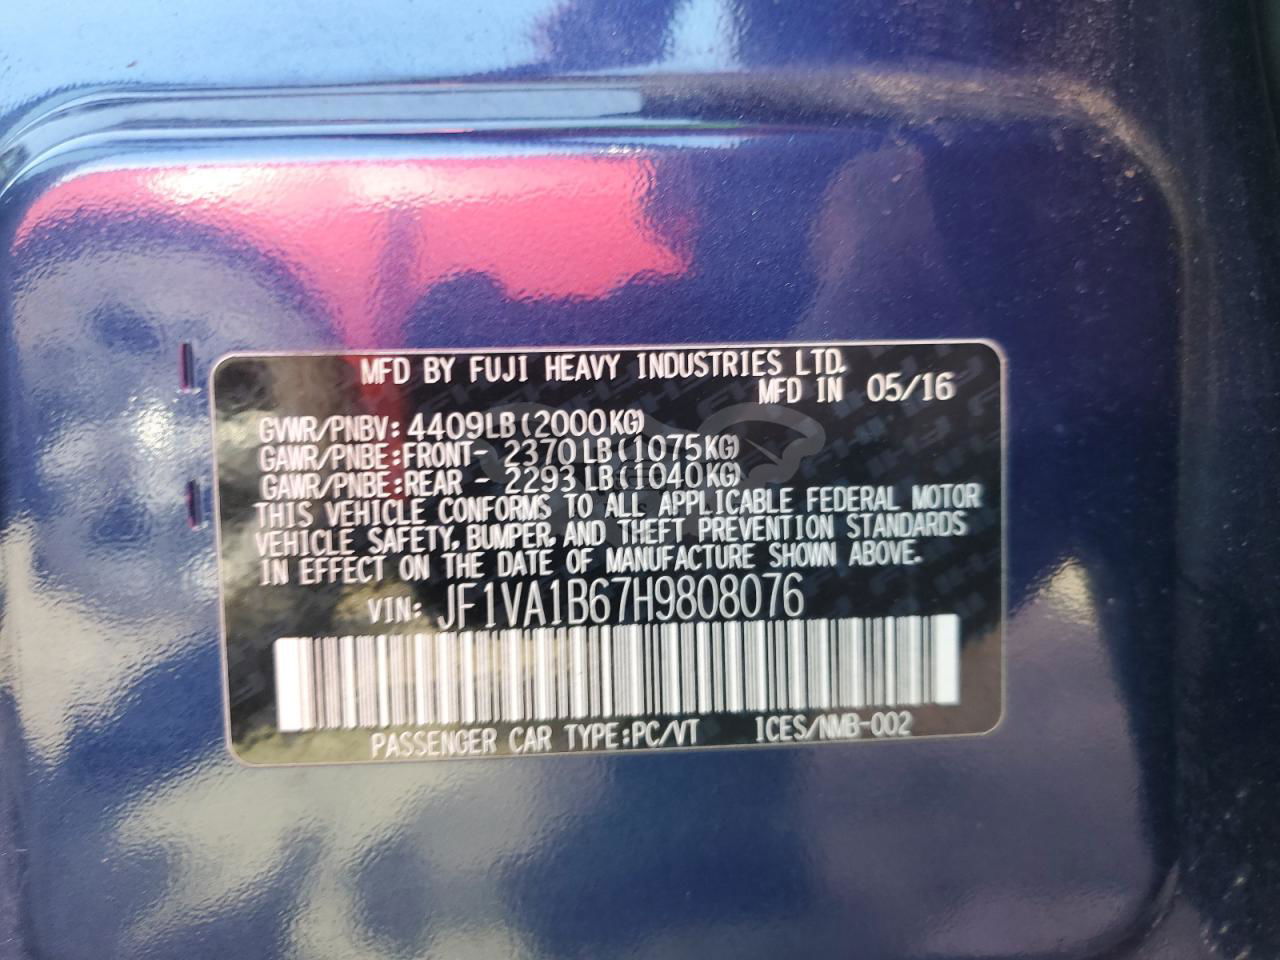 MFD BY FUJI HEAVY INDUSTRIES LTD.
MFD IN 05/16
GVWR/PNBV: 4409LB(2000KG)
GAWR/PNBE:FRONT- 2370LB(1075KG)
GAWR/PNBE:REAR - 2293LB(1040KG)
THIS VEHICLE CONFORMS TO ALL APPLICABLE FEDERAL MOTOR
VEHICLE SAFETY, BUMPER, AND THEFT PREVENTION STANDARDS
IN EFFECT ON THE DATE OF MANUFACTURE SHOWN ABOVE.
VIN: JF1VA1B67H9808076
PASSENGER CAR TYPE:PC/VT ICES/NMB-002